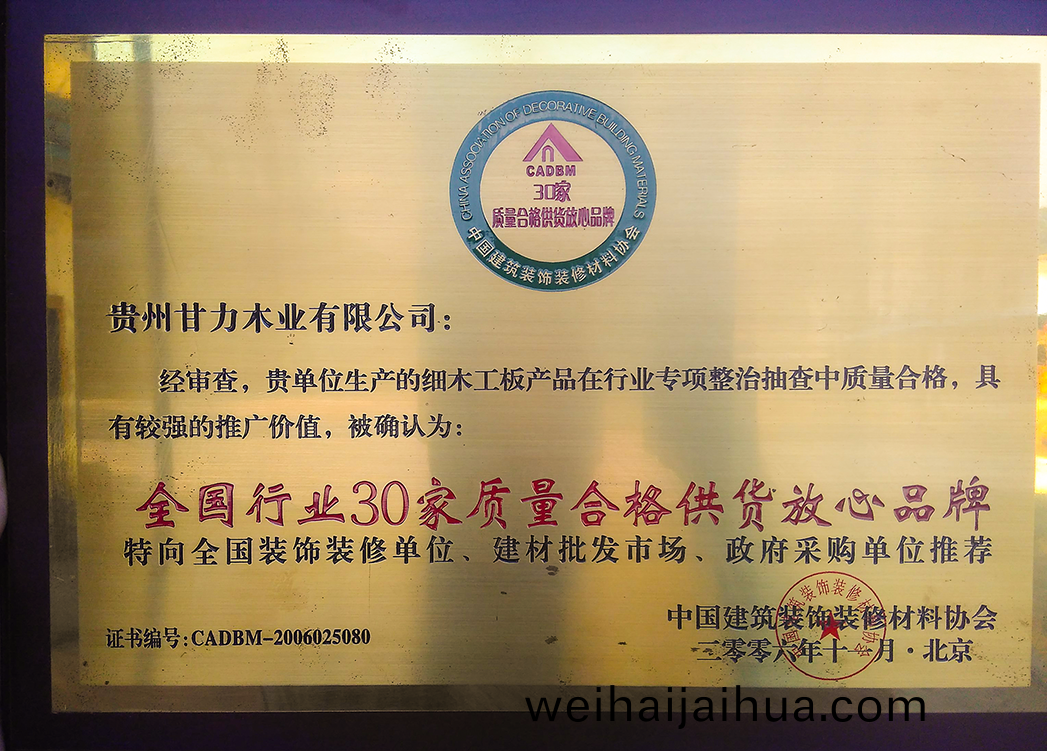 CHINA ASSOCIATION OF DECORATIVE BUILDING MATERIALS
CADBM
30家
质量合格供货放心品牌
中国建筑装饰装修材料协会
贵州甘力木业有限公司:
经审查，贵单位生产的细木工板产品在行业专项整治抽查中质量合格，具
有较强的推广价值，被确认为:
全国行业30家质量合格供货放心品牌
特向全国装饰装修单位、建材批发市场、政府采购单位推荐
中国建筑装饰装修材料协会
证书编号:CADBM-2006025080
二零零六年十一月·北京
weihaijaihua.com